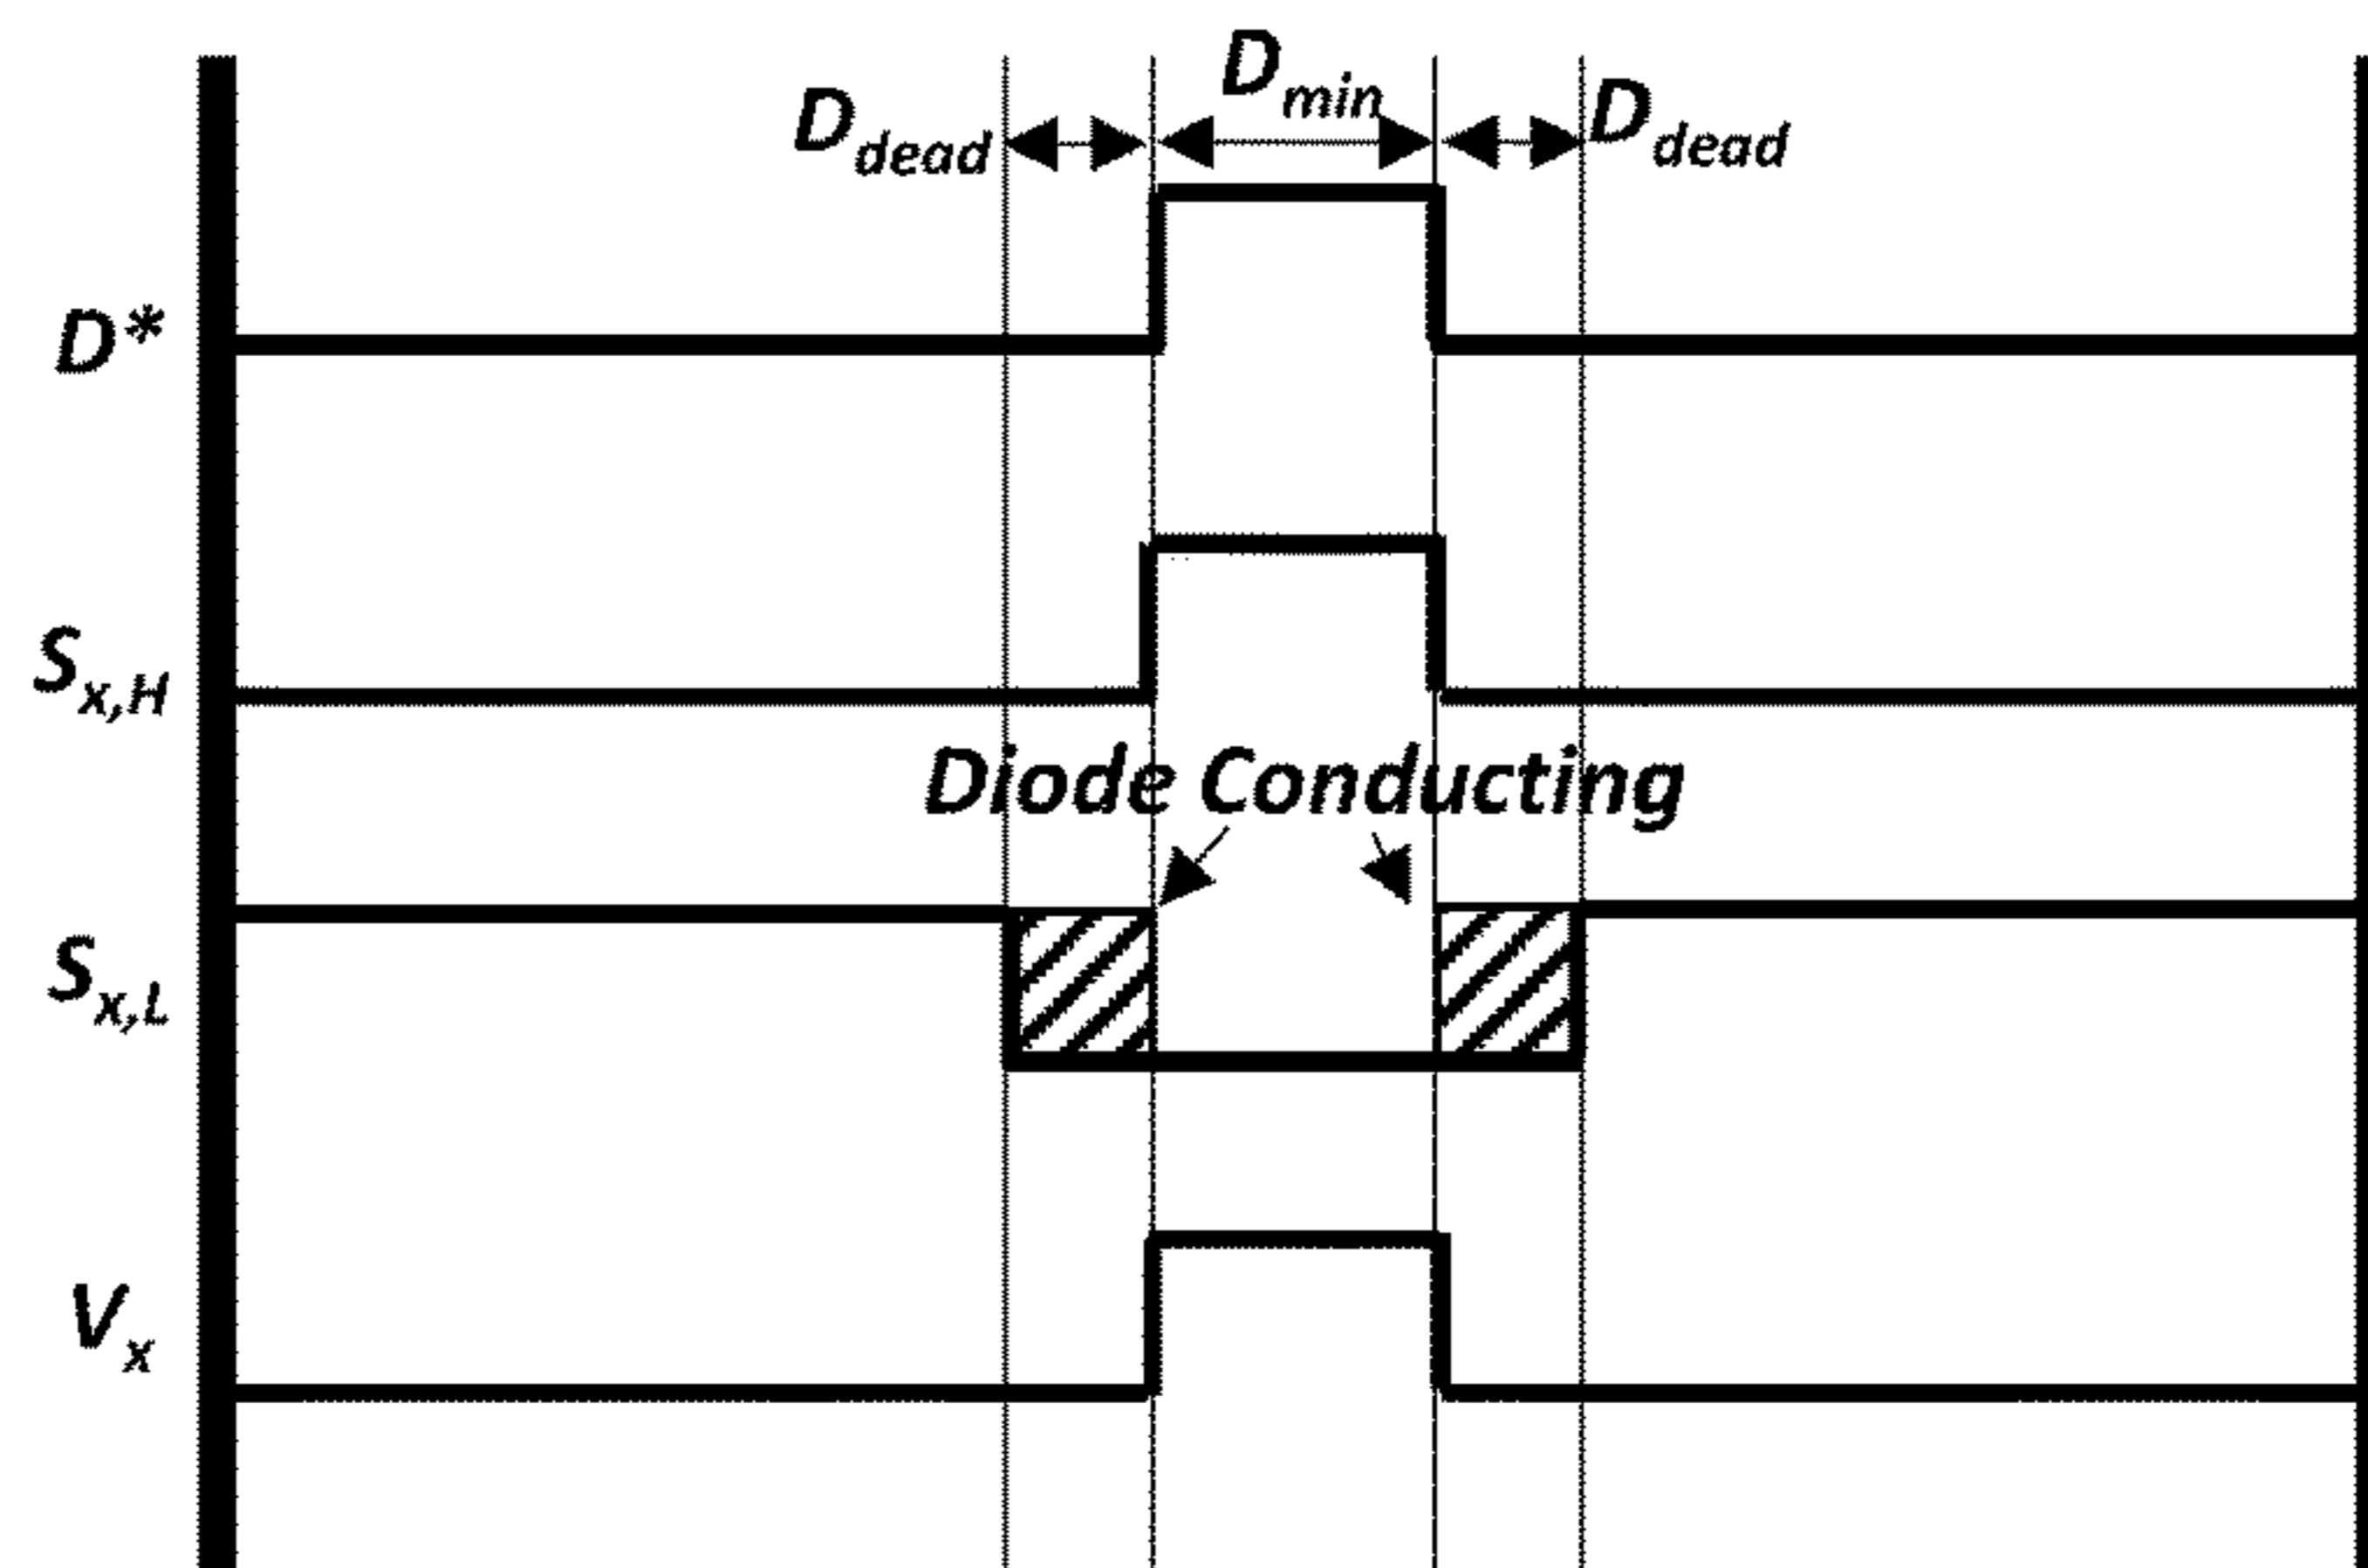 D_dead D_min D_dead
D*
S_x,H
Diode Conducting
S_x,L
V_x